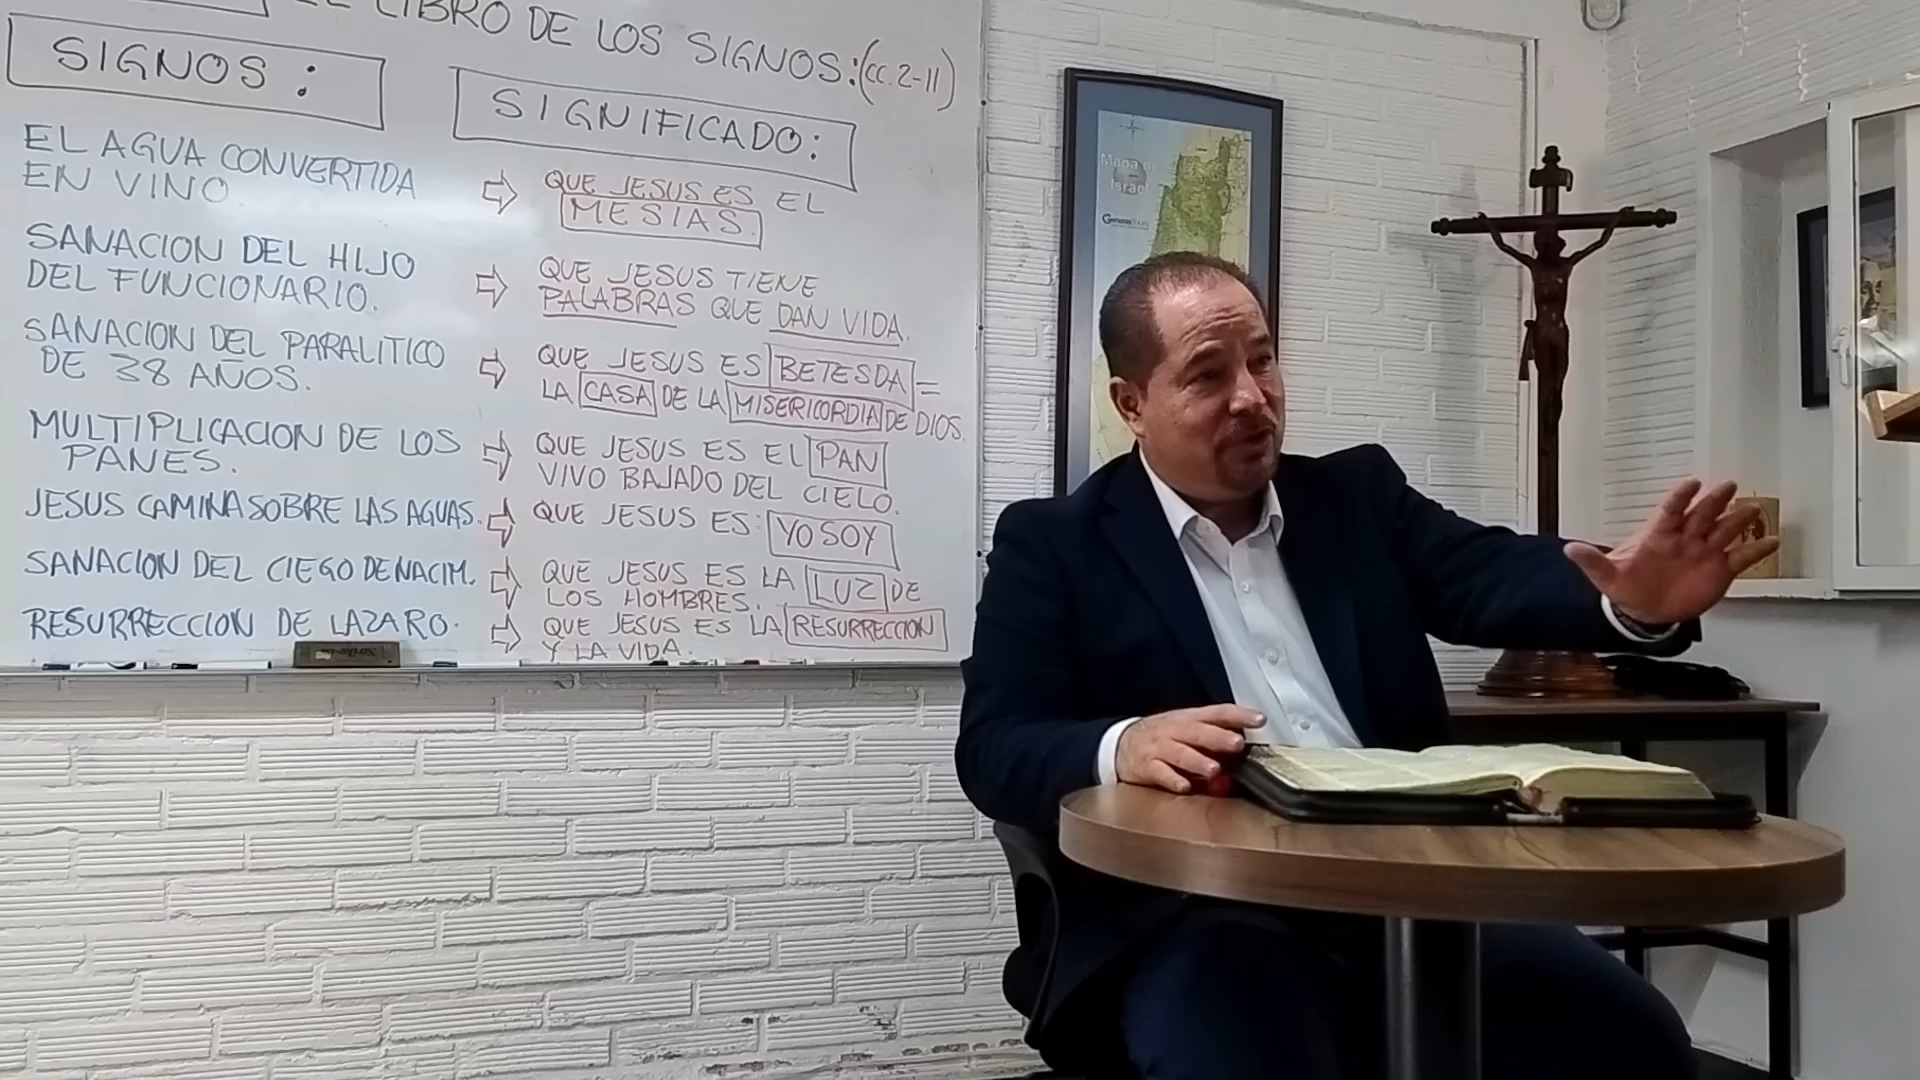 EL LIBRO DE LOS SIGNOS: (CC. 2-11)
SIGNOS:
SIGNIFICADO:
EL AGUA CONVERTIDA
EN VINO
⇨ QUE JESUS ES EL
MESIAS.
SANACION DEL HIJO
DEL FUNCIONARIO.
⇨ QUE JESUS TIENE
PALABRAS QUE DAN VIDA.
SANACION DEL PARALITICO
DE 38 AÑOS.
⇨ QUE JESUS ES BETESDA =
LA CASA DE LA MISERICORDIA DE DIOS.
MULTIPLICACION DE LOS
PANES.
⇨ QUE JESUS ES EL PAN
VIVO BAJADO DEL CIELO.
JESUS CAMINA SOBRE LAS AGUAS.
⇨ QUE JESUS ES: YO SOY
SANACION DEL CIEGO DE NACIM.
⇨ QUE JESUS ES LA LUZ DE
LOS HOMBRES.
RESURRECCION DE LAZARO.
⇨ QUE JESUS ES LA RESURRECCION
Y LA VIDA.
Mapa de
Israel